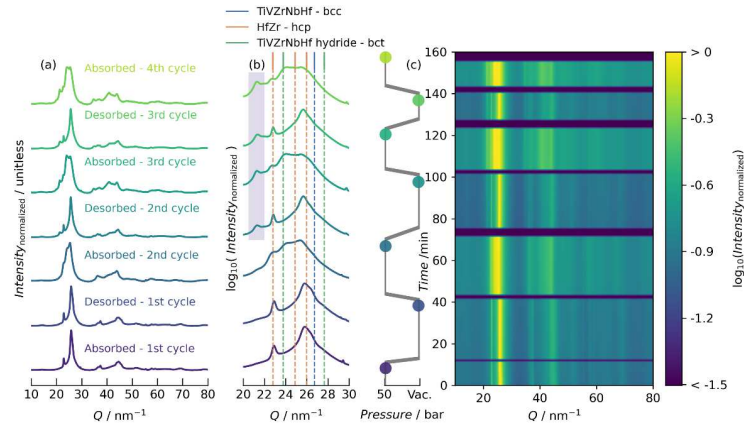 TiVZrNbHf - bcc
HfZr - hcp
TiVZrNbHf hydride - bct
(a)
(b)
(c)
Absorbed - 4th cycle
Desorbed - 3rd cycle
Absorbed - 3rd cycle
Desorbed - 2nd cycle
Absorbed - 2nd cycle
Desorbed - 1st cycle
Absorbed - 1st cycle
Intensity normalized / unitless
10 20 30 40 50 60 70 80
Q / nm⁻¹
log₁₀( Intensity normalized )
20 22 24 26 28 30
Q / nm⁻¹
50 Vac.
Pressure / bar
Time /min
160
140
120
100
80
60
40
20
0
20 40 60 80
Q / nm⁻¹
> 0
-0.3
-0.6
-0.9
-1.2
< -1.5
log₁₀(Intensity normalized)